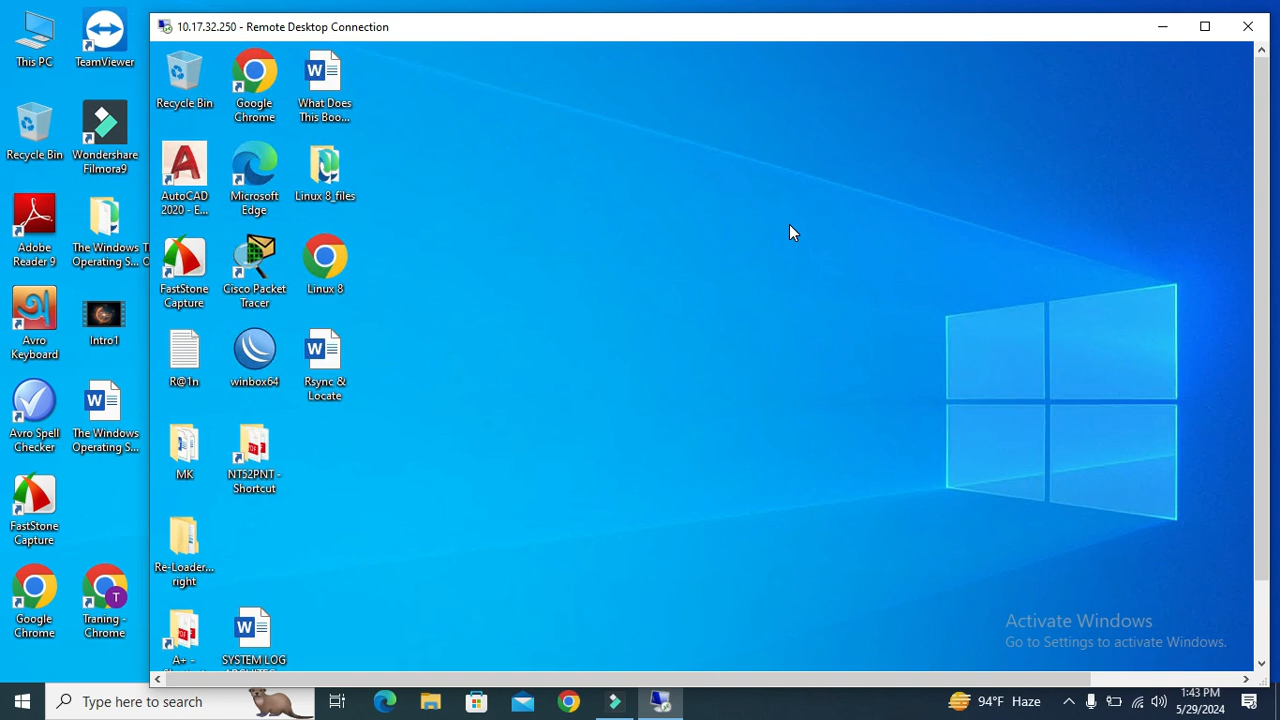 10.17.32.250 - Remote Desktop Connection
This PC
TeamViewer
Recycle Bin
Wondershare
Filmora9
Adobe
Reader 9
The Windows
Operating S...
Avro
Keyboard
Intro1
Avro Spell
Checker
The Windows
Operating S...
FastStone
Capture
Google
Chrome
Traning -
Chrome
Recycle Bin
Google
Chrome
What Does
This Boo...
AutoCAD
2020 - E...
Microsoft
Edge
Linux 8_files
FastStone
Capture
Cisco Packet
Tracer
Linux 8
R@1n
winbox64
Rsync &
Locate
MK
NT52PNT -
Shortcut
Re-Loader...
right
A+ -
SYSTEM LOG
Activate Windows
Go to Settings to activate Windows.
Type here to search
94°F Haze
1:43 PM
5/29/2024